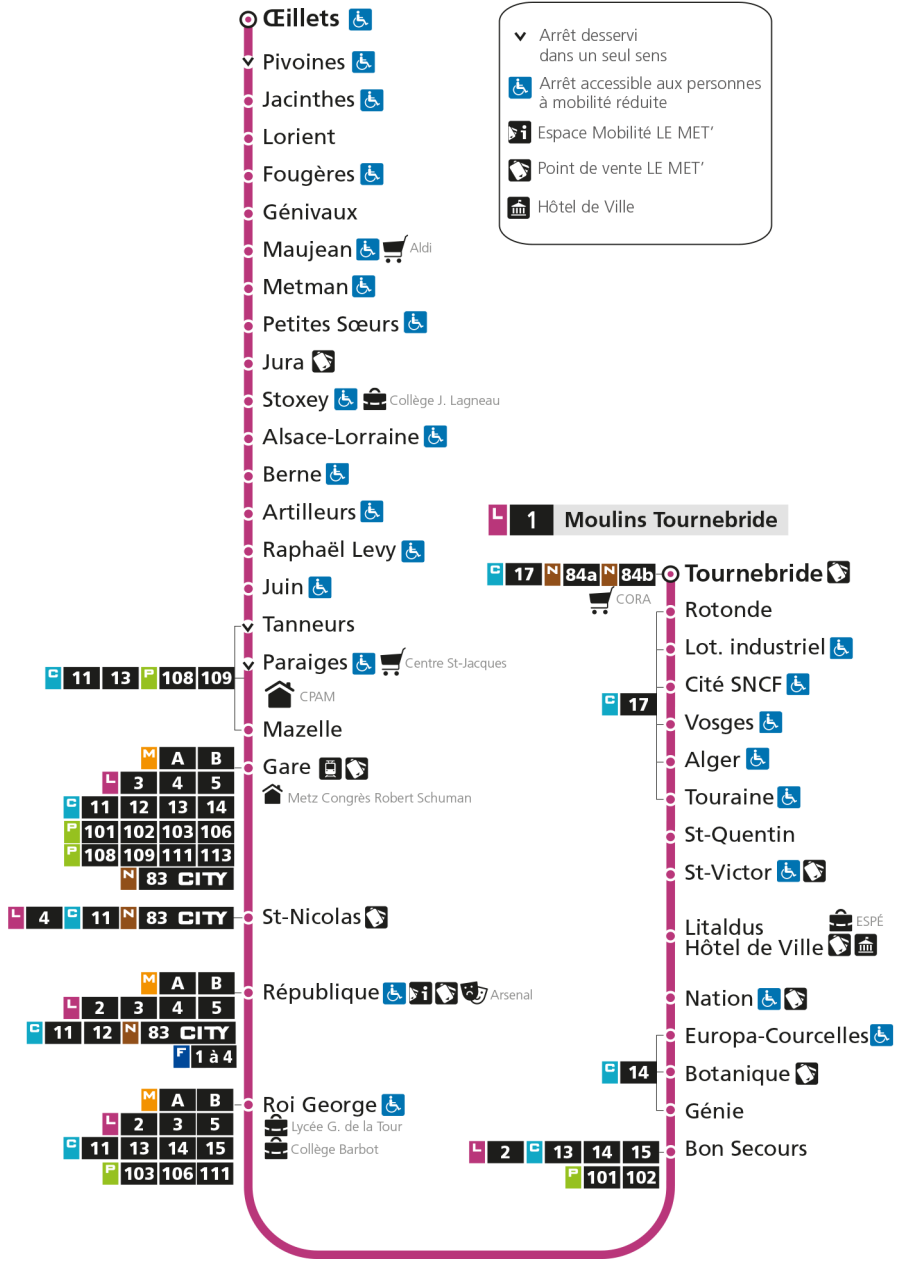 Œillets
Pivoines
Jacinthes
Lorient
Fougères
Génivaux
Maujean Aldi
Metman
Petites Sœurs
Jura
Stoxey Collège J. Lagneau
Alsace-Lorraine
Berne
Artilleurs
Raphaël Levy
Juin
Tanneurs
Paraiges Centre St-Jacques
C 11 13 P 108 109
CPAM
Mazelle
M A B
Gare
L 3 4 5
Metz Congrès Robert Schuman
C 11 12 13 14
P 101 102 103 106
P 108 109 111 113
N 83 CITY
L 4 C 11 N 83 CITY St-Nicolas
M A B
République Arsenal
L 2 3 4 5
C 11 12 N 83 CITY
F 1 à 4
M A B
Roi George
L 2 3 5
Lycée G. de la Tour
C 11 13 14 15
Collège Barbot
P 103 106 111
Arrêt desservi
dans un seul sens
Arrêt accessible aux personnes
à mobilité réduite
i Espace Mobilité LE MET’
Point de vente LE MET’
Hôtel de Ville
L 1 Moulins Tournebride
C 17 N 84a N 84b Tournebride
CORA
Rotonde
Lot. industriel
Cité SNCF
C 17
Vosges
Alger
Touraine
St-Quentin
St-Victor
Litaldus ESPÉ
Hôtel de Ville
Nation
Europa-Courcelles
C 14 Botanique
Génie
L 2 C 13 14 15 Bon Secours
P 101 102